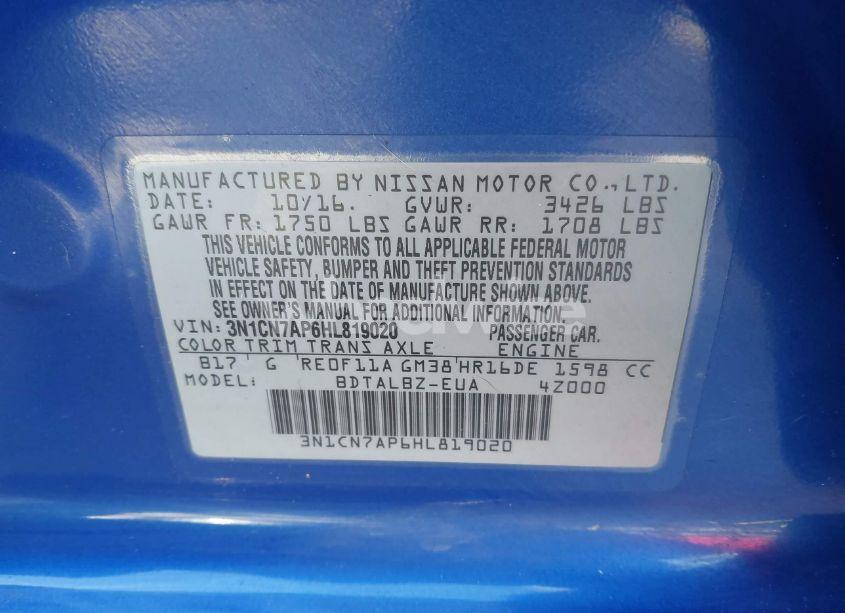 MANUFACTURED BY NISSAN MOTOR CO., LTD.
DATE: 10/16. GVWR: 3426 LBS
GAWR FR: 1750 LBS GAWR RR: 1708 LBS
THIS VEHICLE CONFORMS TO ALL APPLICABLE FEDERAL MOTOR
VEHICLE SAFETY, BUMPER AND THEFT PREVENTION STANDARDS
IN EFFECT ON THE DATE OF MANUFACTURE SHOWN ABOVE.
SEE OWNER'S MANUAL FOR ADDITIONAL INFORMATION.
VIN: 3N1CN7AP6HL819020 PASSENGER CAR.
COLOR TRIM TRANS AXLE ENGINE
B17 G RE0F11A GM38 HR16DE 1598 CC
MODEL: BDTALBZ-EUA 4Z000
3N1CN7AP6HL819020